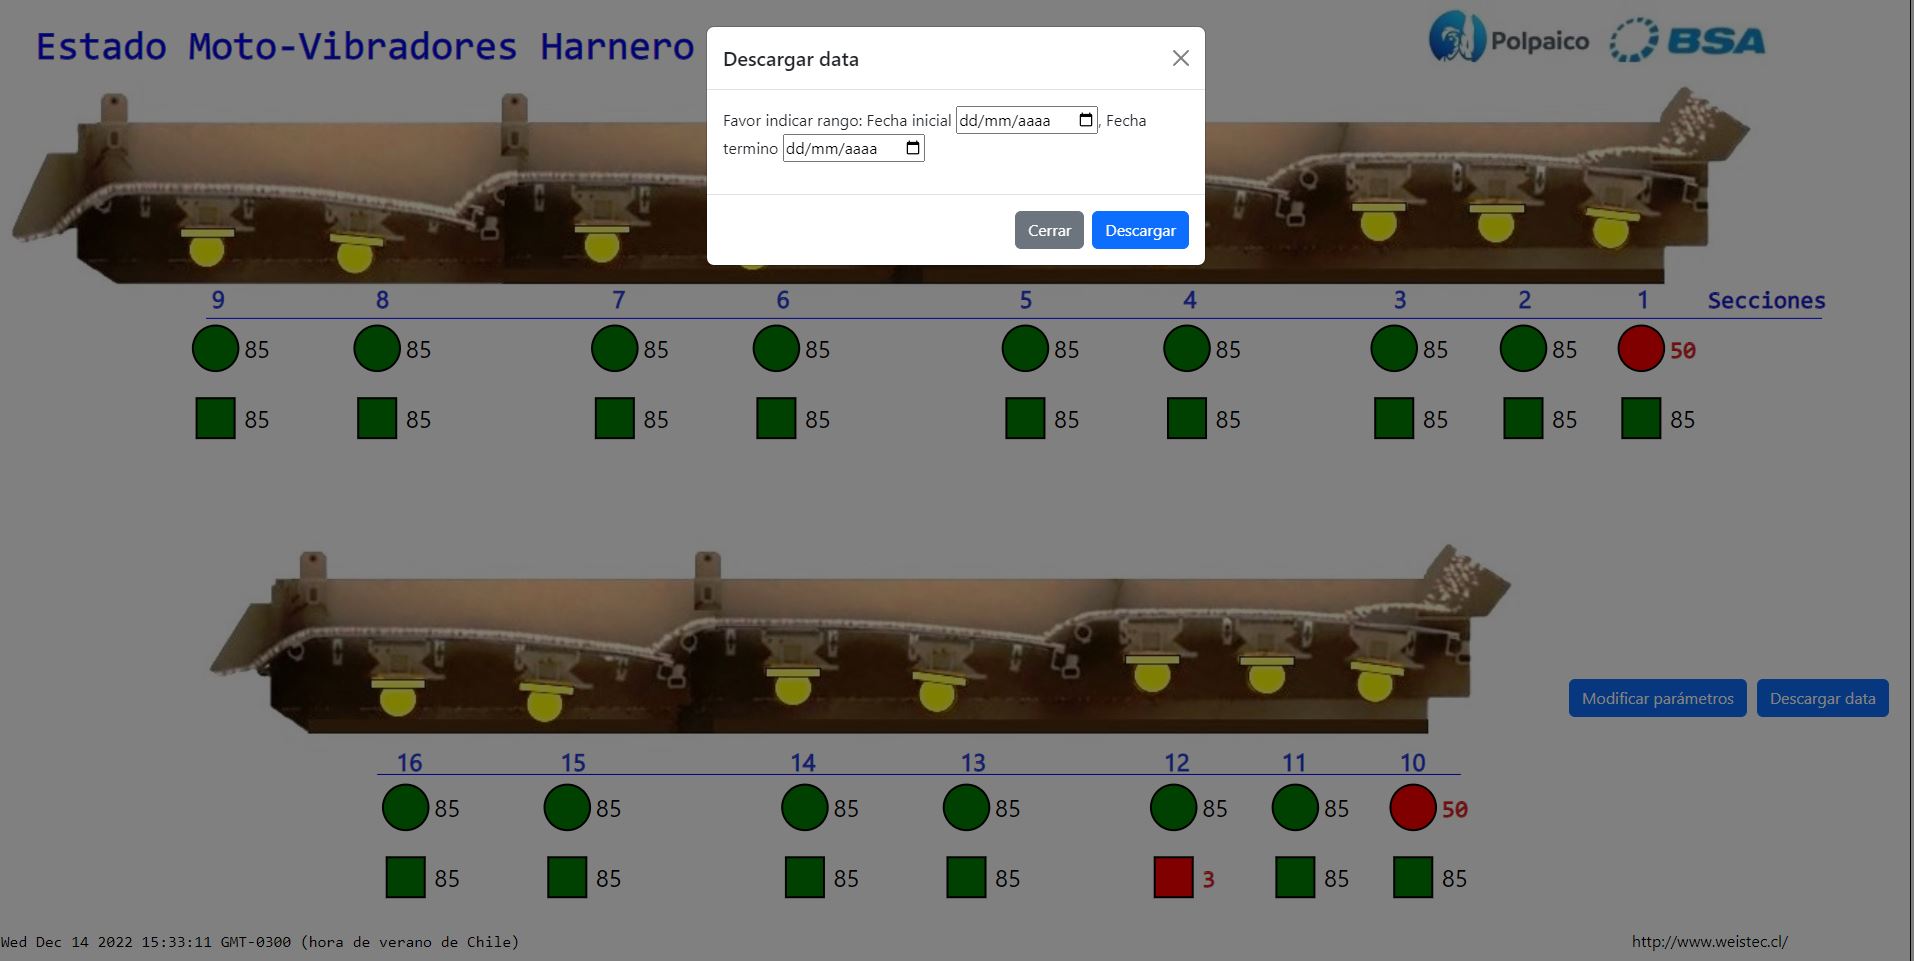 Estado Moto-Vibradores Harnero
Descargar data
Polpaico
BSA
Favor indicar rango: Fecha inicial dd/mm/aaaa, Fecha
termino dd/mm/aaaa
Cerrar
Descargar
9 8 7 6 5 4 3 2 1 Secciones
85 85 85 85 85 85 85 85 50
85 85 85 85 85 85 85 85 85
Modificar parámetros
Descargar data
16 15 14 13 12 11 10
85 85 85 85 85 85 50
85 85 85 85 3 85 85
Wed Dec 14 2022 15:33:11 GMT-0300 (hora de verano de Chile)
http://www.weistec.cl/